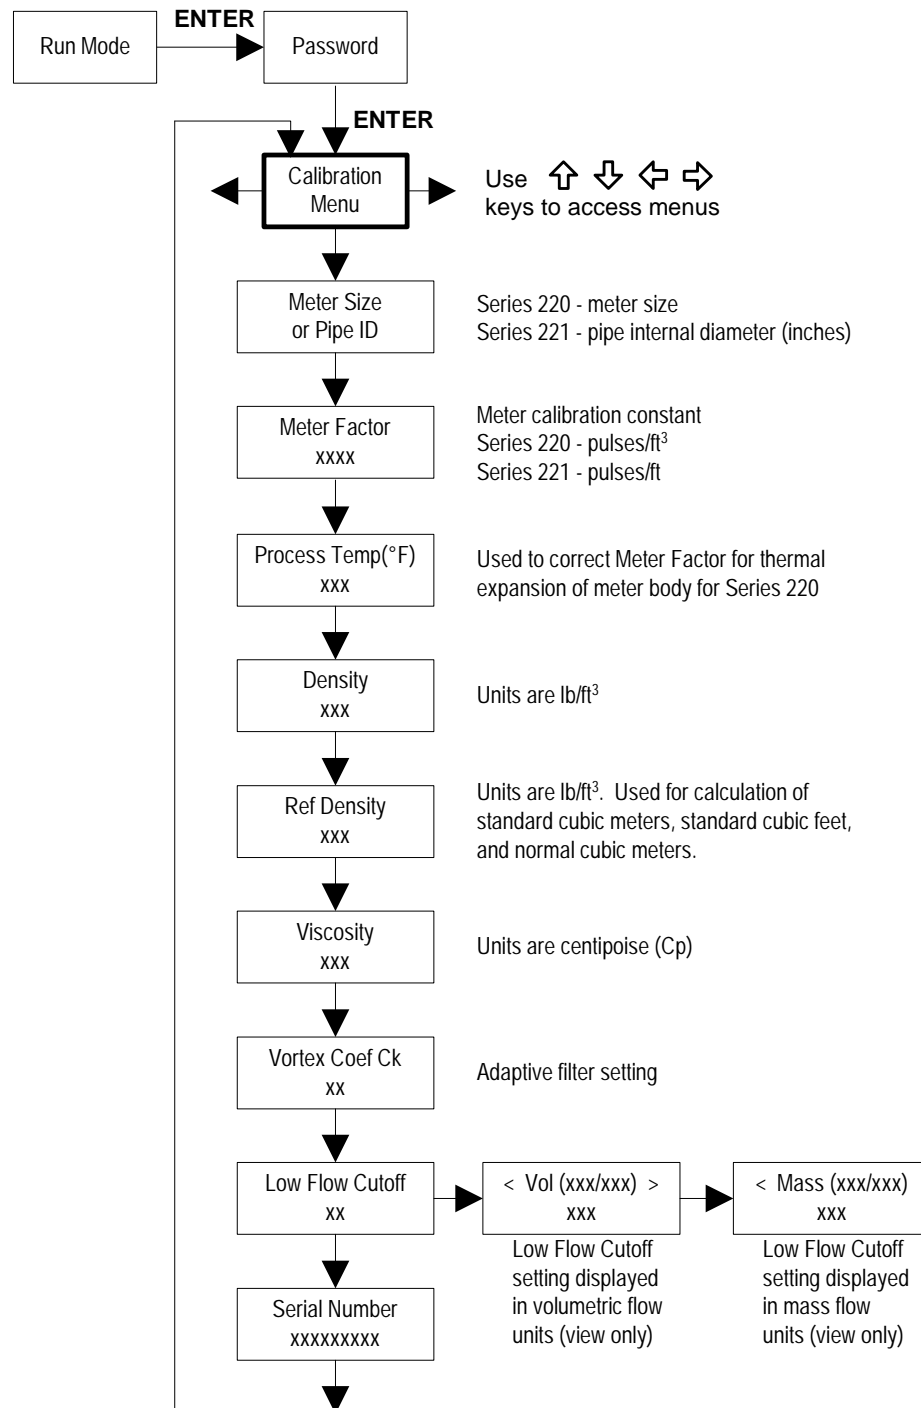 ENTER
Run Mode
Password
ENTER
Calibration
Menu
Use
keys to access menus
Meter Size
or Pipe ID
Series 220 - meter size
Series 221 - pipe internal diameter (inches)
Meter Factor
xxxx
Meter calibration constant
Series 220 - pulses/ft³
Series 221 - pulses/ft
Process Temp(°F)
xxx
Used to correct Meter Factor for thermal
expansion of meter body for Series 220
Density
xxx
Units are lb/ft³
Ref Density
xxx
Units are lb/ft³. Used for calculation of
standard cubic meters, standard cubic feet,
and normal cubic meters.
Viscosity
xxx
Units are centipoise (Cp)
Vortex Coef Ck
xx
Adaptive filter setting
Low Flow Cutoff
xx
< Vol (xxx/xxx) >
xxx
< Mass (xxx/xxx)
xxx
Low Flow Cutoff
setting displayed
in volumetric flow
units (view only)
Low Flow Cutoff
setting displayed
in mass flow
units (view only)
Serial Number
xxxxxxxxx